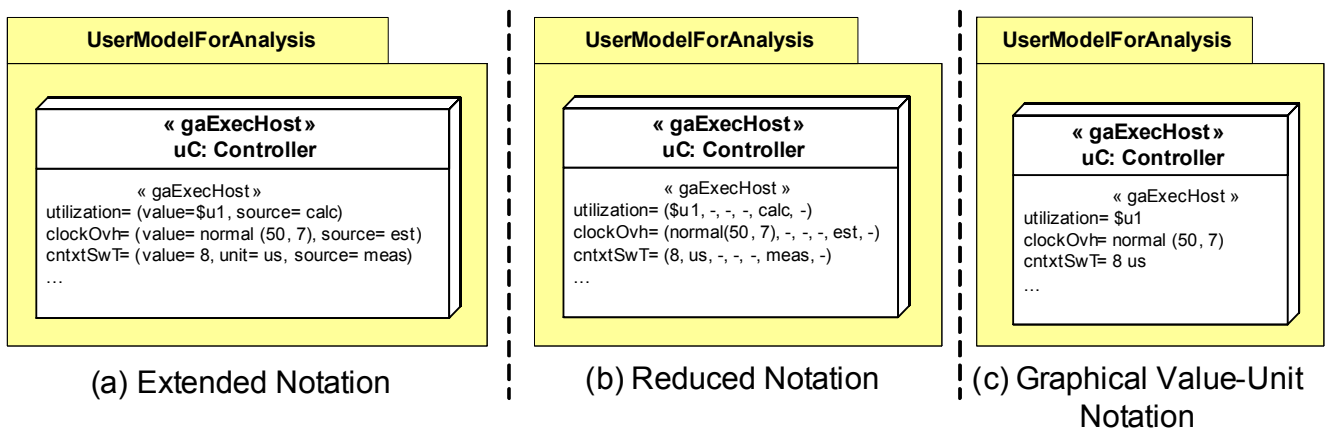 UserModelForAnalysis
« gaExecHost »
uC: Controller
« gaExecHost »
utilization= (value=$u1, source= calc)
clockOvh= (value= normal (50, 7), source= est)
cntxtSwT= (value= 8, unit= us, source= meas)
…
(a) Extended Notation
UserModelForAnalysis
« gaExecHost »
uC: Controller
« gaExecHost »
utilization= ($u1, -, -, -, calc, -)
clockOvh= (normal(50, 7), -, -, -, est, -)
cntxtSwT= (8, us, -, -, -, meas, -)
…
(b) Reduced Notation
UserModelForAnalysis
« gaExecHost »
uC: Controller
« gaExecHost »
utilization= $u1
clockOvh= normal (50, 7)
cntxtSwT= 8 us
…
(c) Graphical Value-Unit
Notation